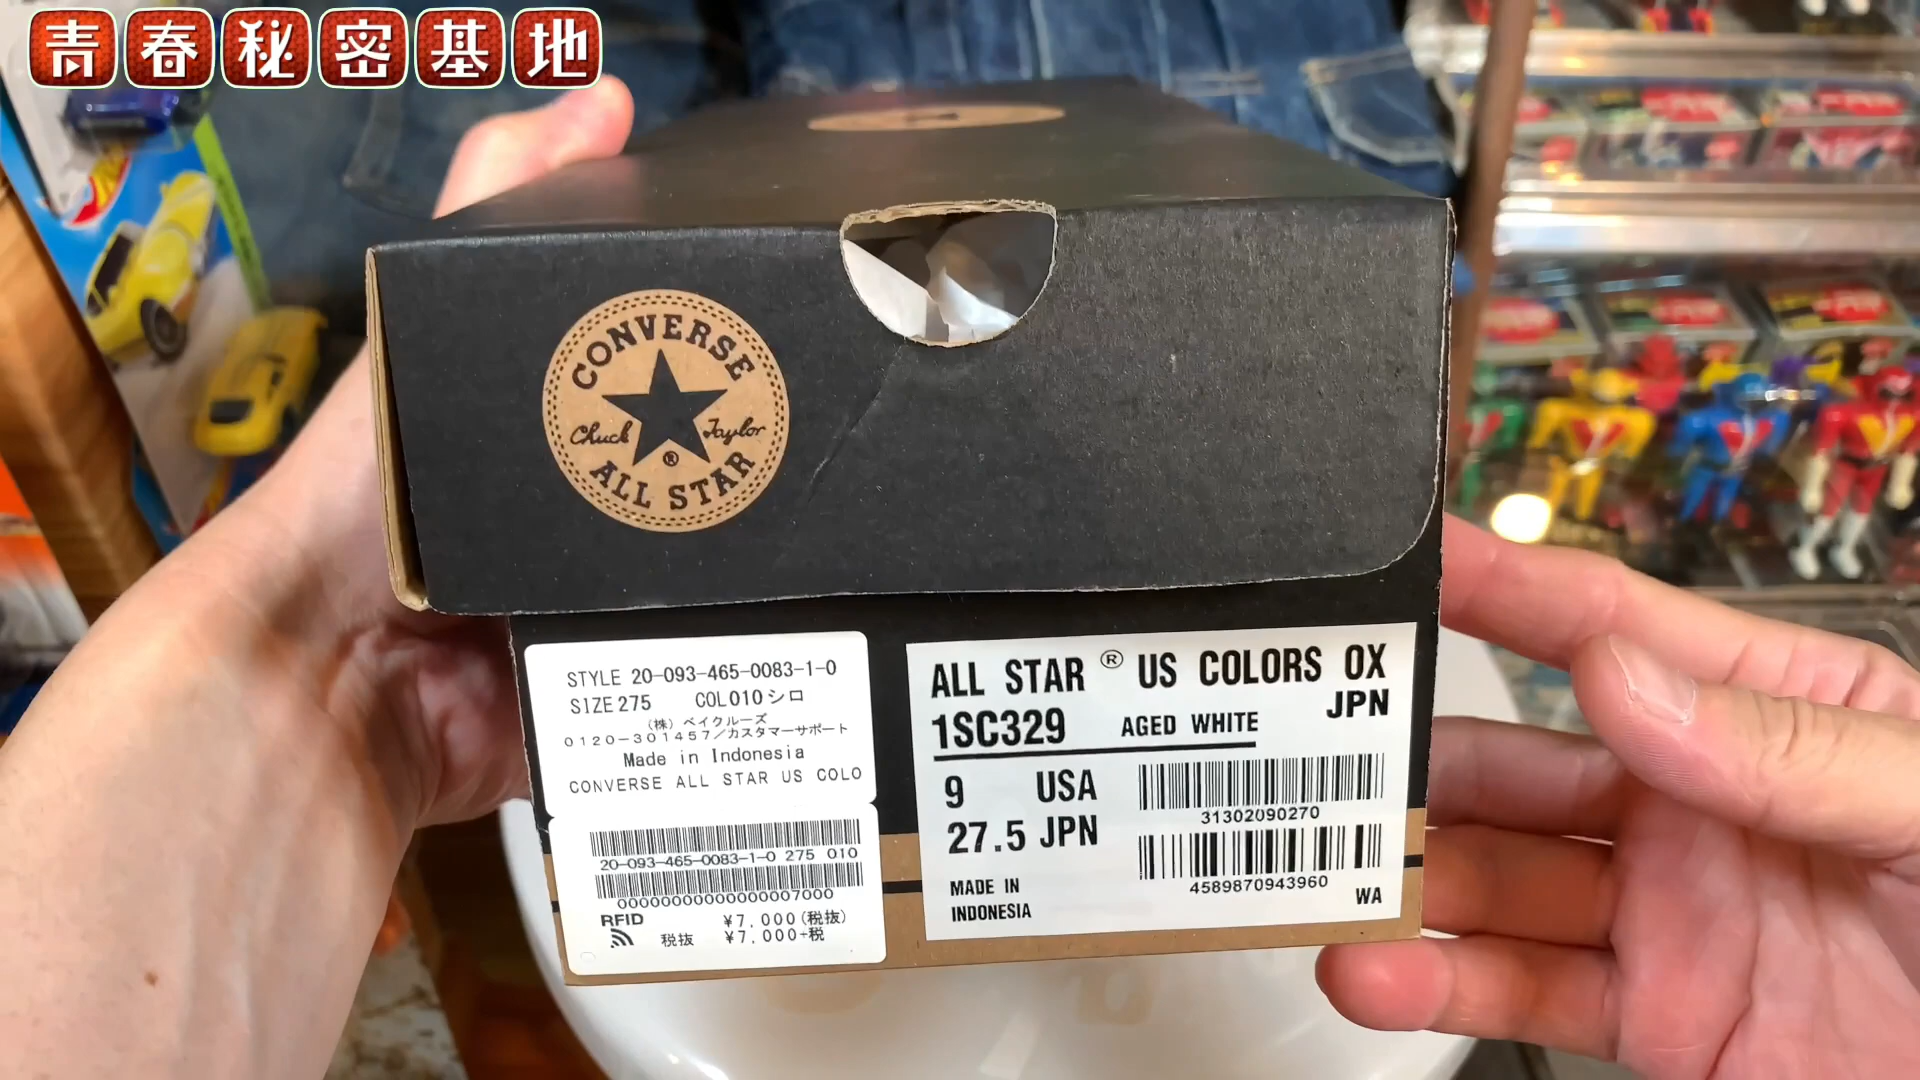 青春秘密基地
CONVERSE
Chuck Taylor
®
ALL STAR
STYLE 20-093-465-0083-1-0
SIZE 275 COL010 シロ
(株) ベイクルーズ
0120-301457/カスタマーサポート
Made in Indonesia
CONVERSE ALL STAR US COLO
20-093-465-0083-1-0 275 010
00000000000000007000
RFID
¥7,000(税抜)
税抜 ¥7,000+税
ALL STAR ® US COLORS OX
JPN
1SC329 AGED WHITE
9 USA
27.5 JPN
31302090270
4589870943960
MADE IN
INDONESIA
WA